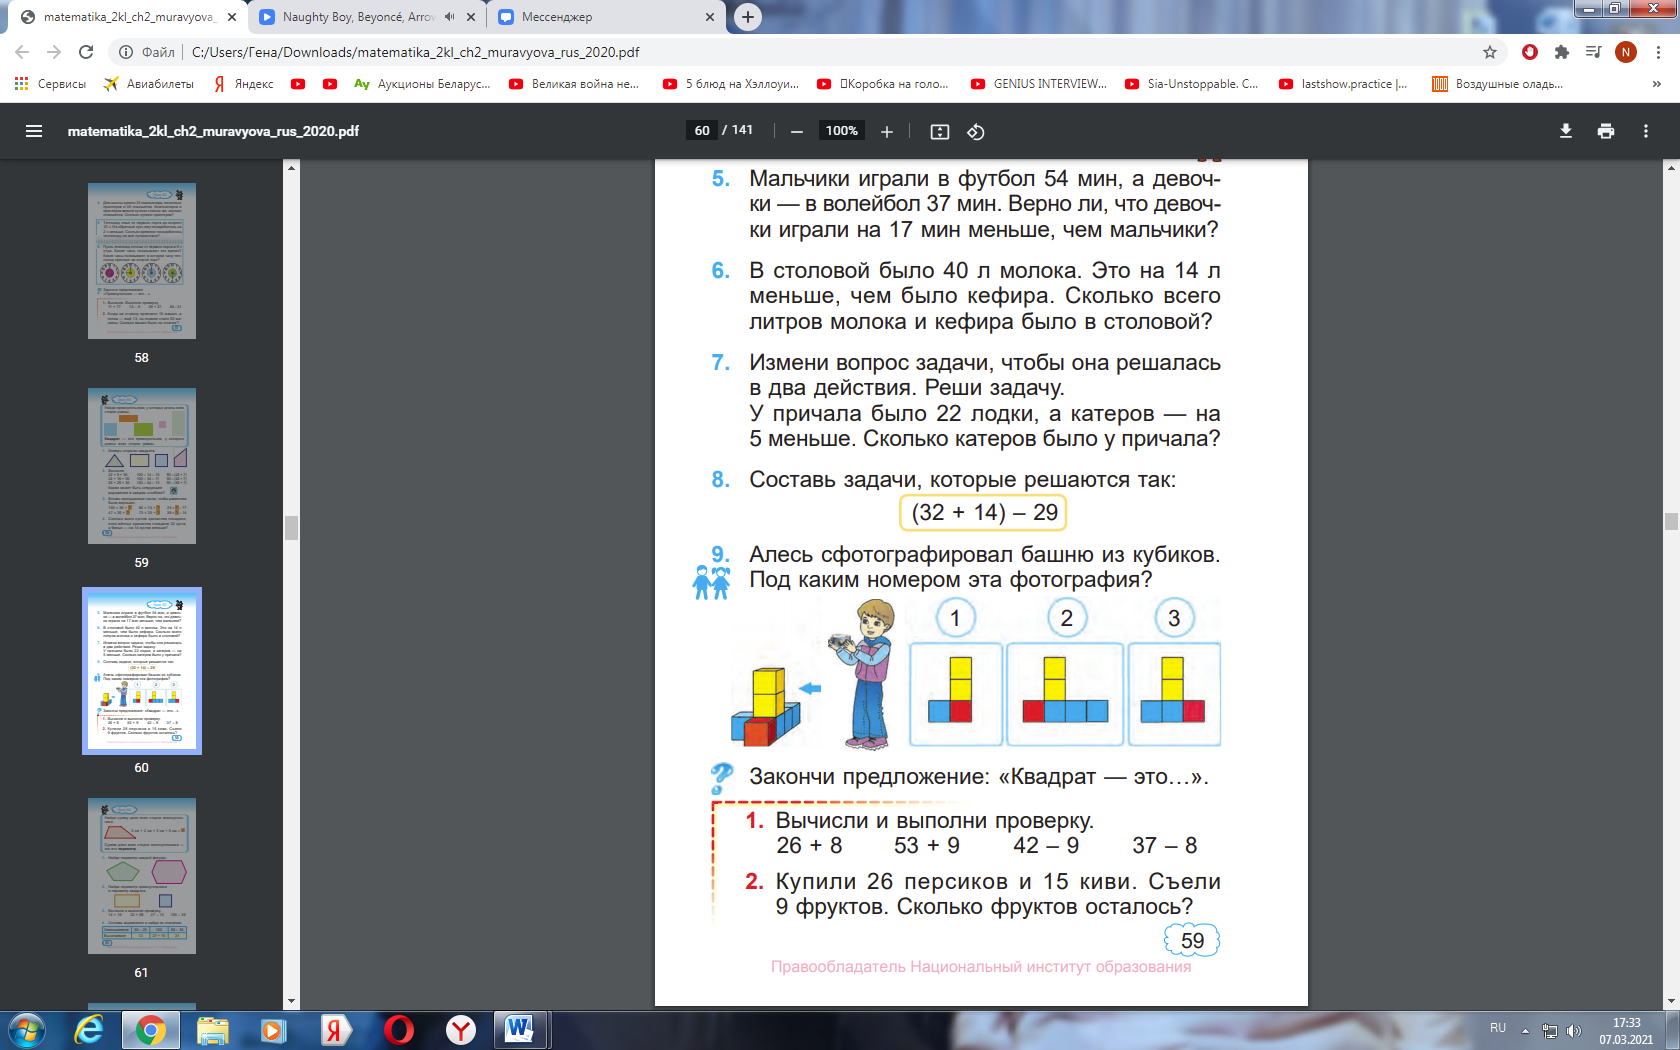 matematika_2kl_ch2_muravyova_
Naughty Boy, Beyoncé, Arrow
Мессенджер
Файл
C:/Users/Гена/Downloads/matematika_2kl_ch2_muravyova_rus_2020.pdf
N
Сервисы
Авиабилеты
Яндекс
Ау Аукционы Беларус...
Великая война не...
5 блюд на Хэллоуи...
Коробка на голо...
GENIUS INTERVIEW...
Sia-Unstoppable. C...
lastshow.practice |...
Воздушные оладь...
»
matematika_2kl_ch2_muravyova_rus_2020.pdf
60 / 141
100%
58
59
60
61
5. Мальчики играли в футбол 54 мин, а девоч-
ки — в волейбол 37 мин. Верно ли, что девоч-
ки играли на 17 мин меньше, чем мальчики?
6. В столовой было 40 л молока. Это на 14 л
меньше, чем было кефира. Сколько всего
литров молока и кефира было в столовой?
7. Измени вопрос задачи, чтобы она решалась
в два действия. Реши задачу.
У причала было 22 лодки, а катеров — на
5 меньше. Сколько катеров было у причала?
8. Составь задачи, которые решаются так:
(32 + 14) – 29
9. Алесь сфотографировал башню из кубиков.
Под каким номером эта фотография?
1 2 3
? Закончи предложение: «Квадрат — это...».
1. Вычисли и выполни проверку.
26 + 8 53 + 9 42 – 9 37 – 8
2. Купили 26 персиков и 15 киви. Съели
9 фруктов. Сколько фруктов осталось?
59
Правообладатель Национальный институт образования
RU
17:33
07.03.2021